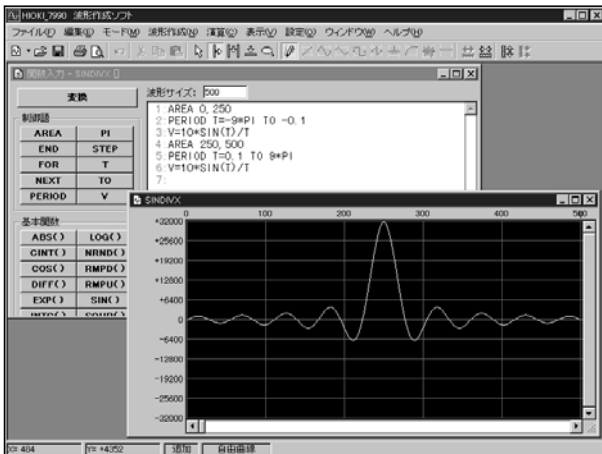 HIOKI_7990 波形作成ソフト
ファイル(F) 編集(E) モード(M) 波形作成(N) 演算(C) 表示(V) 設定(O) ウィンドウ(W) ヘルプ(H)
関数入力 - SINDIVX []
変換
波形サイズ: 500
制御語
AREA PI
END STEP
FOR T
NEXT TO
PERIOD V
基本関数
ABS() LOG()
CINT() NRND()
COS() RMPD()
DIFF() RMPU()
EXP() SIN()
1: AREA 0,250
2: PERIOD T=-9*PI TO -0.1
3: V=10*SIN(T)/T
4: AREA 250,500
5: PERIOD T=0.1 TO 9*PI
6: V=10*SIN(T)/T
7:
SINDIVX
0 100 200 300 400 500
+32000
+25600
+19200
+12800
+6400
0
-6400
-12800
-19200
-25600
-32000
X= 484 Y= +4352 追加 自由曲線